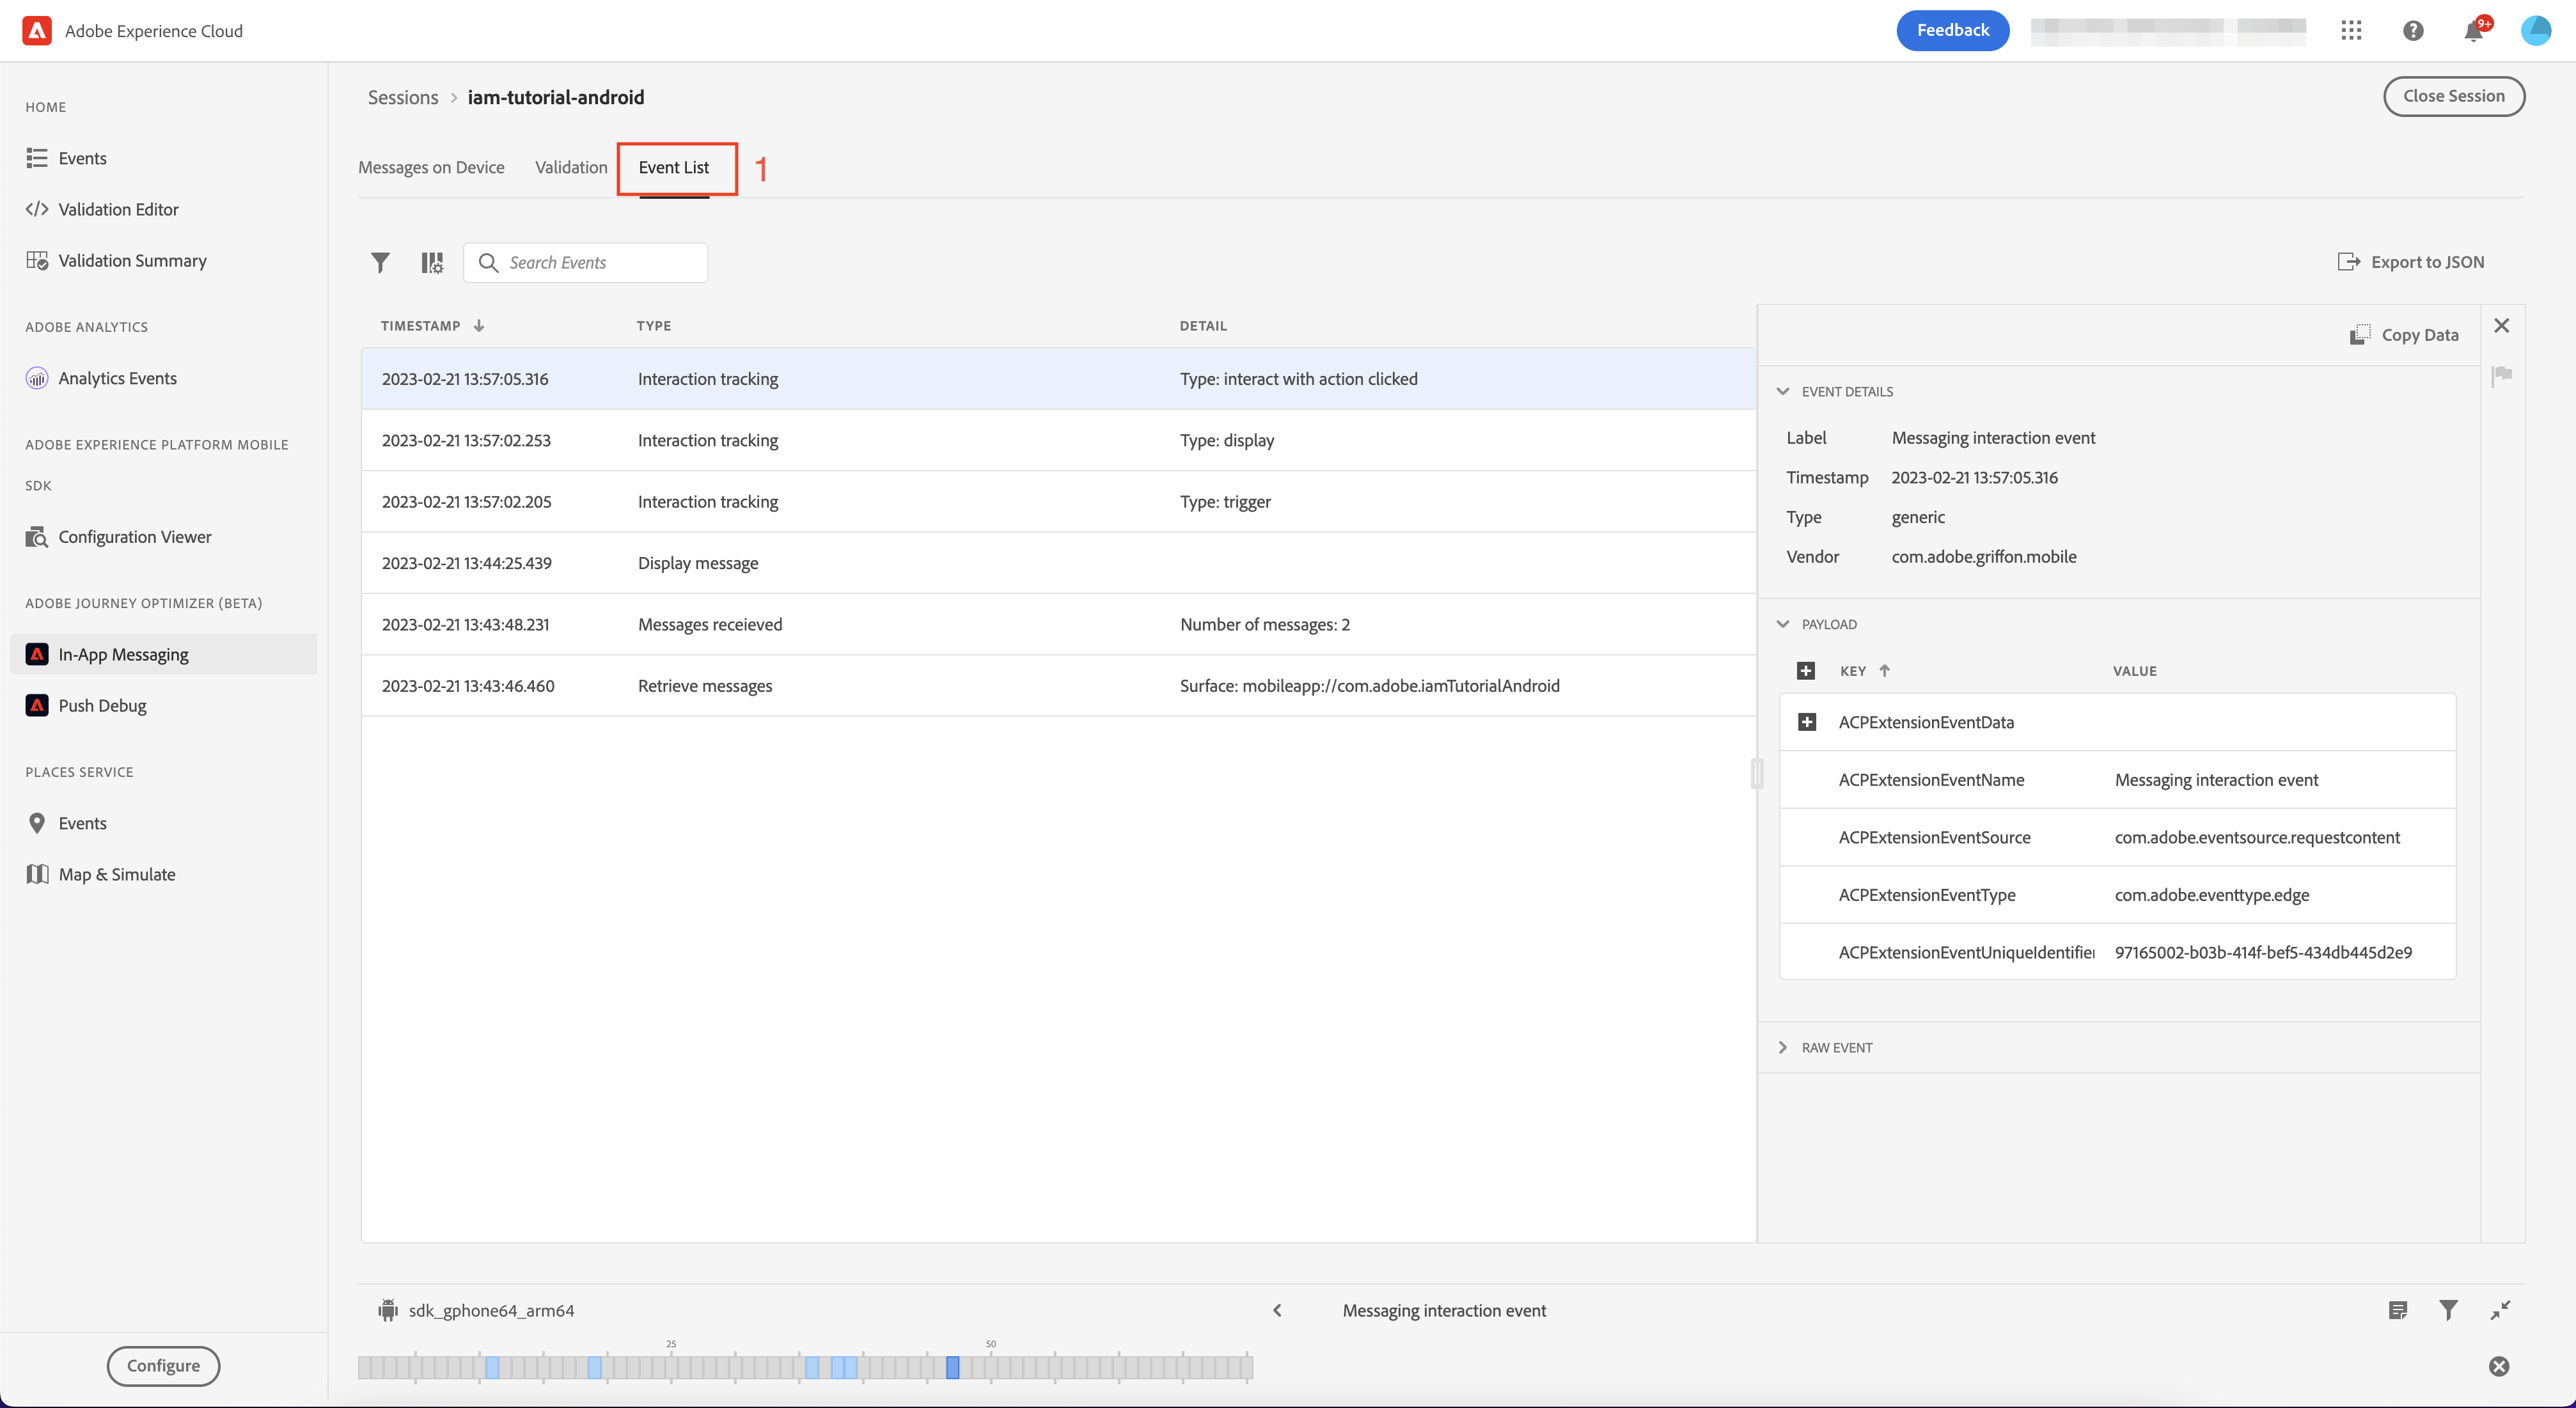 Adobe Experience Cloud
Feedback
9+
HOME
Events
Validation Editor
Validation Summary
ADOBE ANALYTICS
Analytics Events
ADOBE EXPERIENCE PLATFORM MOBILE
SDK
Configuration Viewer
ADOBE JOURNEY OPTIMIZER (BETA)
In-App Messaging
Push Debug
PLACES SERVICE
Events
Map & Simulate
Configure
Sessions > iam-tutorial-android
Close Session
Messages on Device Validation Event List 1
Search Events
Export to JSON
TIMESTAMP TYPE DETAIL
2023-02-21 13:57:05.316 Interaction tracking Type: interact with action clicked
2023-02-21 13:57:02.253 Interaction tracking Type: display
2023-02-21 13:57:02.205 Interaction tracking Type: trigger
2023-02-21 13:44:25.439 Display message
2023-02-21 13:43:48.231 Messages receieved Number of messages: 2
2023-02-21 13:43:46.460 Retrieve messages Surface: mobileapp://com.adobe.iamTutorialAndroid
Copy Data
EVENT DETAILS
Label Messaging interaction event
Timestamp 2023-02-21 13:57:05.316
Type generic
Vendor com.adobe.griffon.mobile
PAYLOAD
KEY VALUE
ACPExtensionEventData
ACPExtensionEventName Messaging interaction event
ACPExtensionEventSource com.adobe.eventsource.requestcontent
ACPExtensionEventType com.adobe.eventtype.edge
ACPExtensionEventUniqueIdentifier 97165002-b03b-414f-bef5-434db445d2e9
RAW EVENT
sdk_gphone64_arm64 Messaging interaction event
25 50